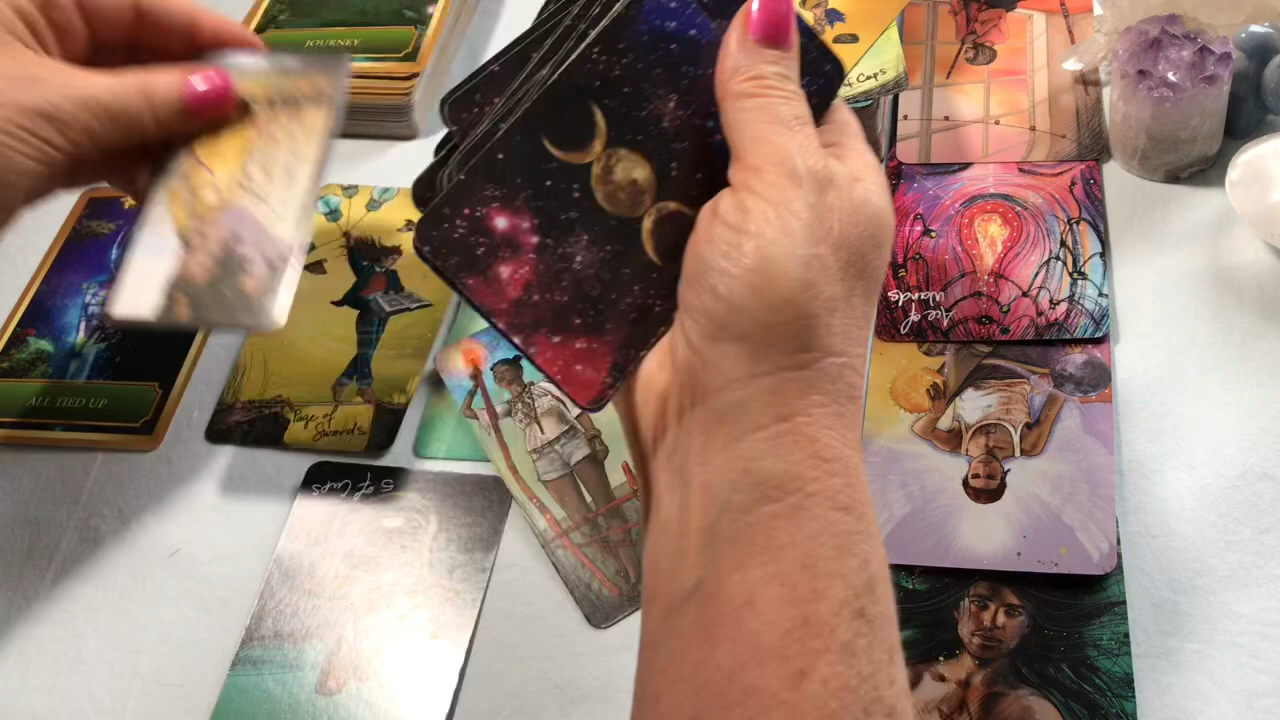 JOURNEY
of Cups
Ace of
Wands
ALL TIED UP
Page of
Swords
5 of Cups